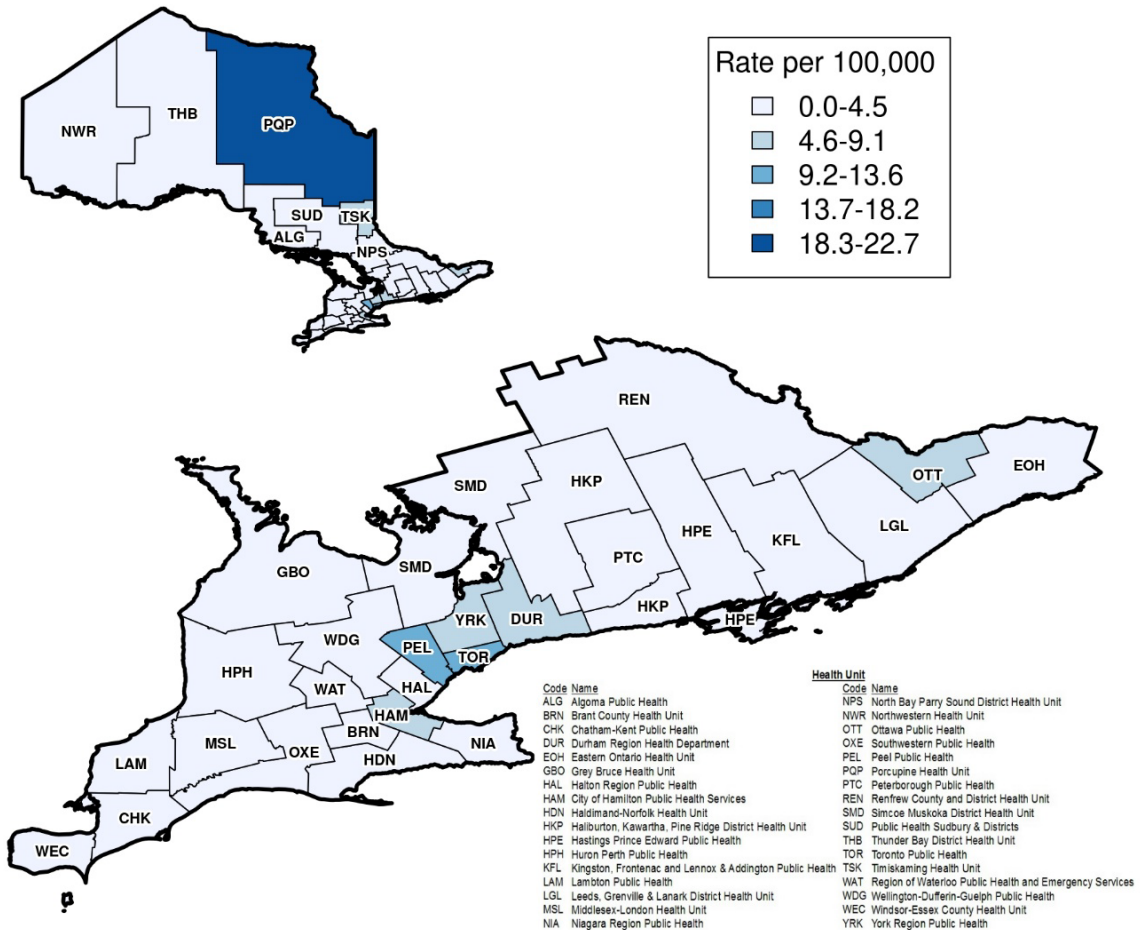 Rate per 100,000
0.0-4.5
4.6-9.1
9.2-13.6
13.7-18.2
18.3-22.7
NWR
THB
PQP
SUD
TSK
ALG
NPS
REN
OTT
EOH
SMD
HKP
LGL
HPE
KFL
PTC
GBO
SMD
HKP
YRK
DUR
HPE
WDG
PEL
TOR
HPH
WAT
HAL
HAM
MSL
OXE
BRN
NIA
LAM
HDN
CHK
WEC
Health Unit
Code Name
ALG Algoma Public Health
BRN Brant County Health Unit
CHK Chatham-Kent Public Health
DUR Durham Region Health Department
EOH Eastern Ontario Health Unit
GBO Grey Bruce Health Unit
HAL Halton Region Public Health
HAM City of Hamilton Public Health Services
HDN Haldimand-Norfolk Health Unit
HKP Haliburton, Kawartha, Pine Ridge District Health Unit
HPE Hastings Prince Edward Public Health
HPH Huron Perth Public Health
KFL Kingston, Frontenac and Lennox & Addington Public Health
LAM Lambton Public Health
LGL Leeds, Grenville & Lanark District Health Unit
MSL Middlesex-London Health Unit
NIA Niagara Region Public Health
Code Name
NPS North Bay Parry Sound District Health Unit
NWR Northwestern Health Unit
OTT Ottawa Public Health
OXE Southwestern Public Health
PEL Peel Public Health
PQP Porcupine Health Unit
PTC Peterborough Public Health
REN Renfrew County and District Health Unit
SMD Simcoe Muskoka District Health Unit
SUD Public Health Sudbury & Districts
THB Thunder Bay District Health Unit
TOR Toronto Public Health
TSK Timiskaming Health Unit
WAT Region of Waterloo Public Health and Emergency Services
WDG Wellington-Dufferin-Guelph Public Health
WEC Windsor-Essex County Health Unit
YRK York Region Public Health